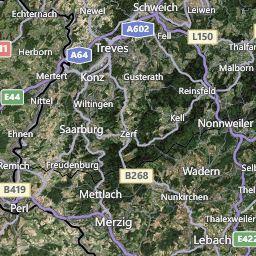 Echternach
Newel
Schweich
Leiwen
A602
Fell
L150
Herborn
A64
Treves
Thalfan
Mertert
Konz
Gusterath
Malborn
E44
Nittel
Wiltingen
Reinsfeld
Kell
Ehnen
Saarburg
Zerf
Nonnweiler
Remich
Freudenburg
B268
Wadern
B419
Perl
Mettlach
Nunkirchen
Merzig
Thalexweiler
Lebach
E422